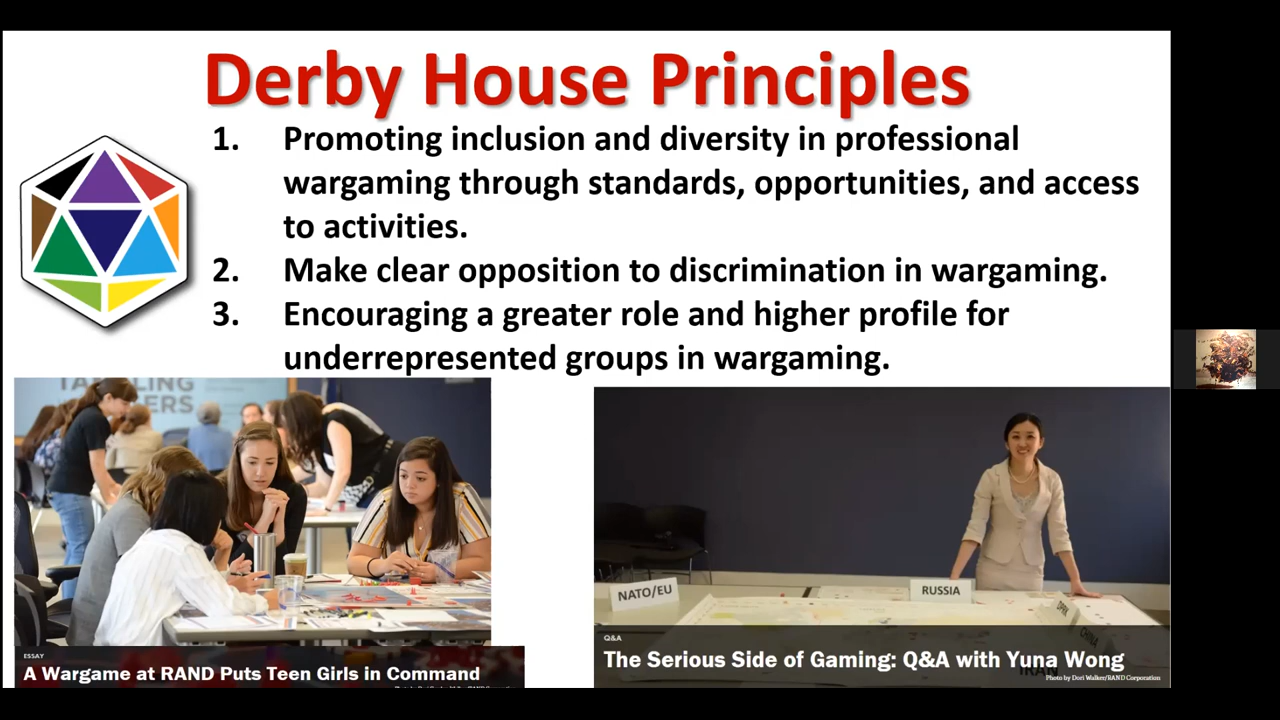 Derby House Principles
1. Promoting inclusion and diversity in professional
wargaming through standards, opportunities, and access
to activities.
2. Make clear opposition to discrimination in wargaming.
3. Encouraging a greater role and higher profile for
underrepresented groups in wargaming.
ESSAY
A Wargame at RAND Puts Teen Girls in Command
NATO/EU
RUSSIA
CHINA
IRAN
Q&A
The Serious Side of Gaming: Q&A with Yuna Wong
Photo by Dori Walker/RAND Corporation